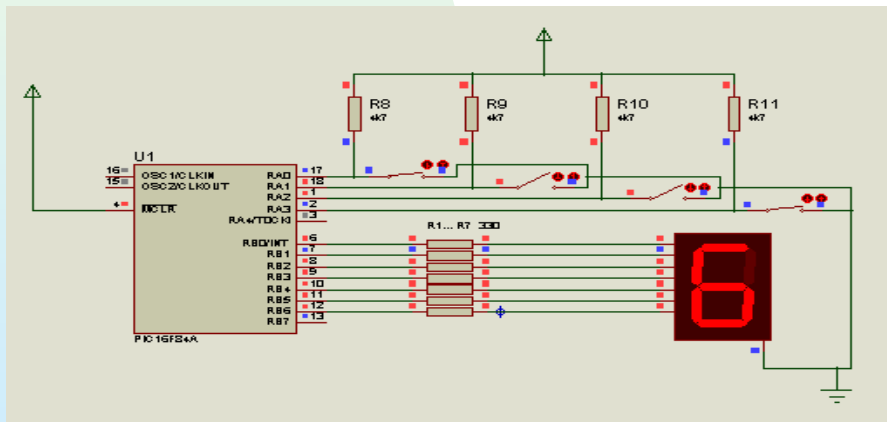 R8
4k7
R9
4k7
R10
4k7
R11
4k7
U1
16 OSC1/CLKIN RA0 17
15 OSC2/CLKOUT RA1 18
RA2 1
4 MCLR RA3 2
RA4/T0CKI 3
R1... R7 330
RB0/INT 6
RB1 7
RB2 8
RB3 9
RB4 10
RB5 11
RB6 12
RB7 13
PIC16F84A
6